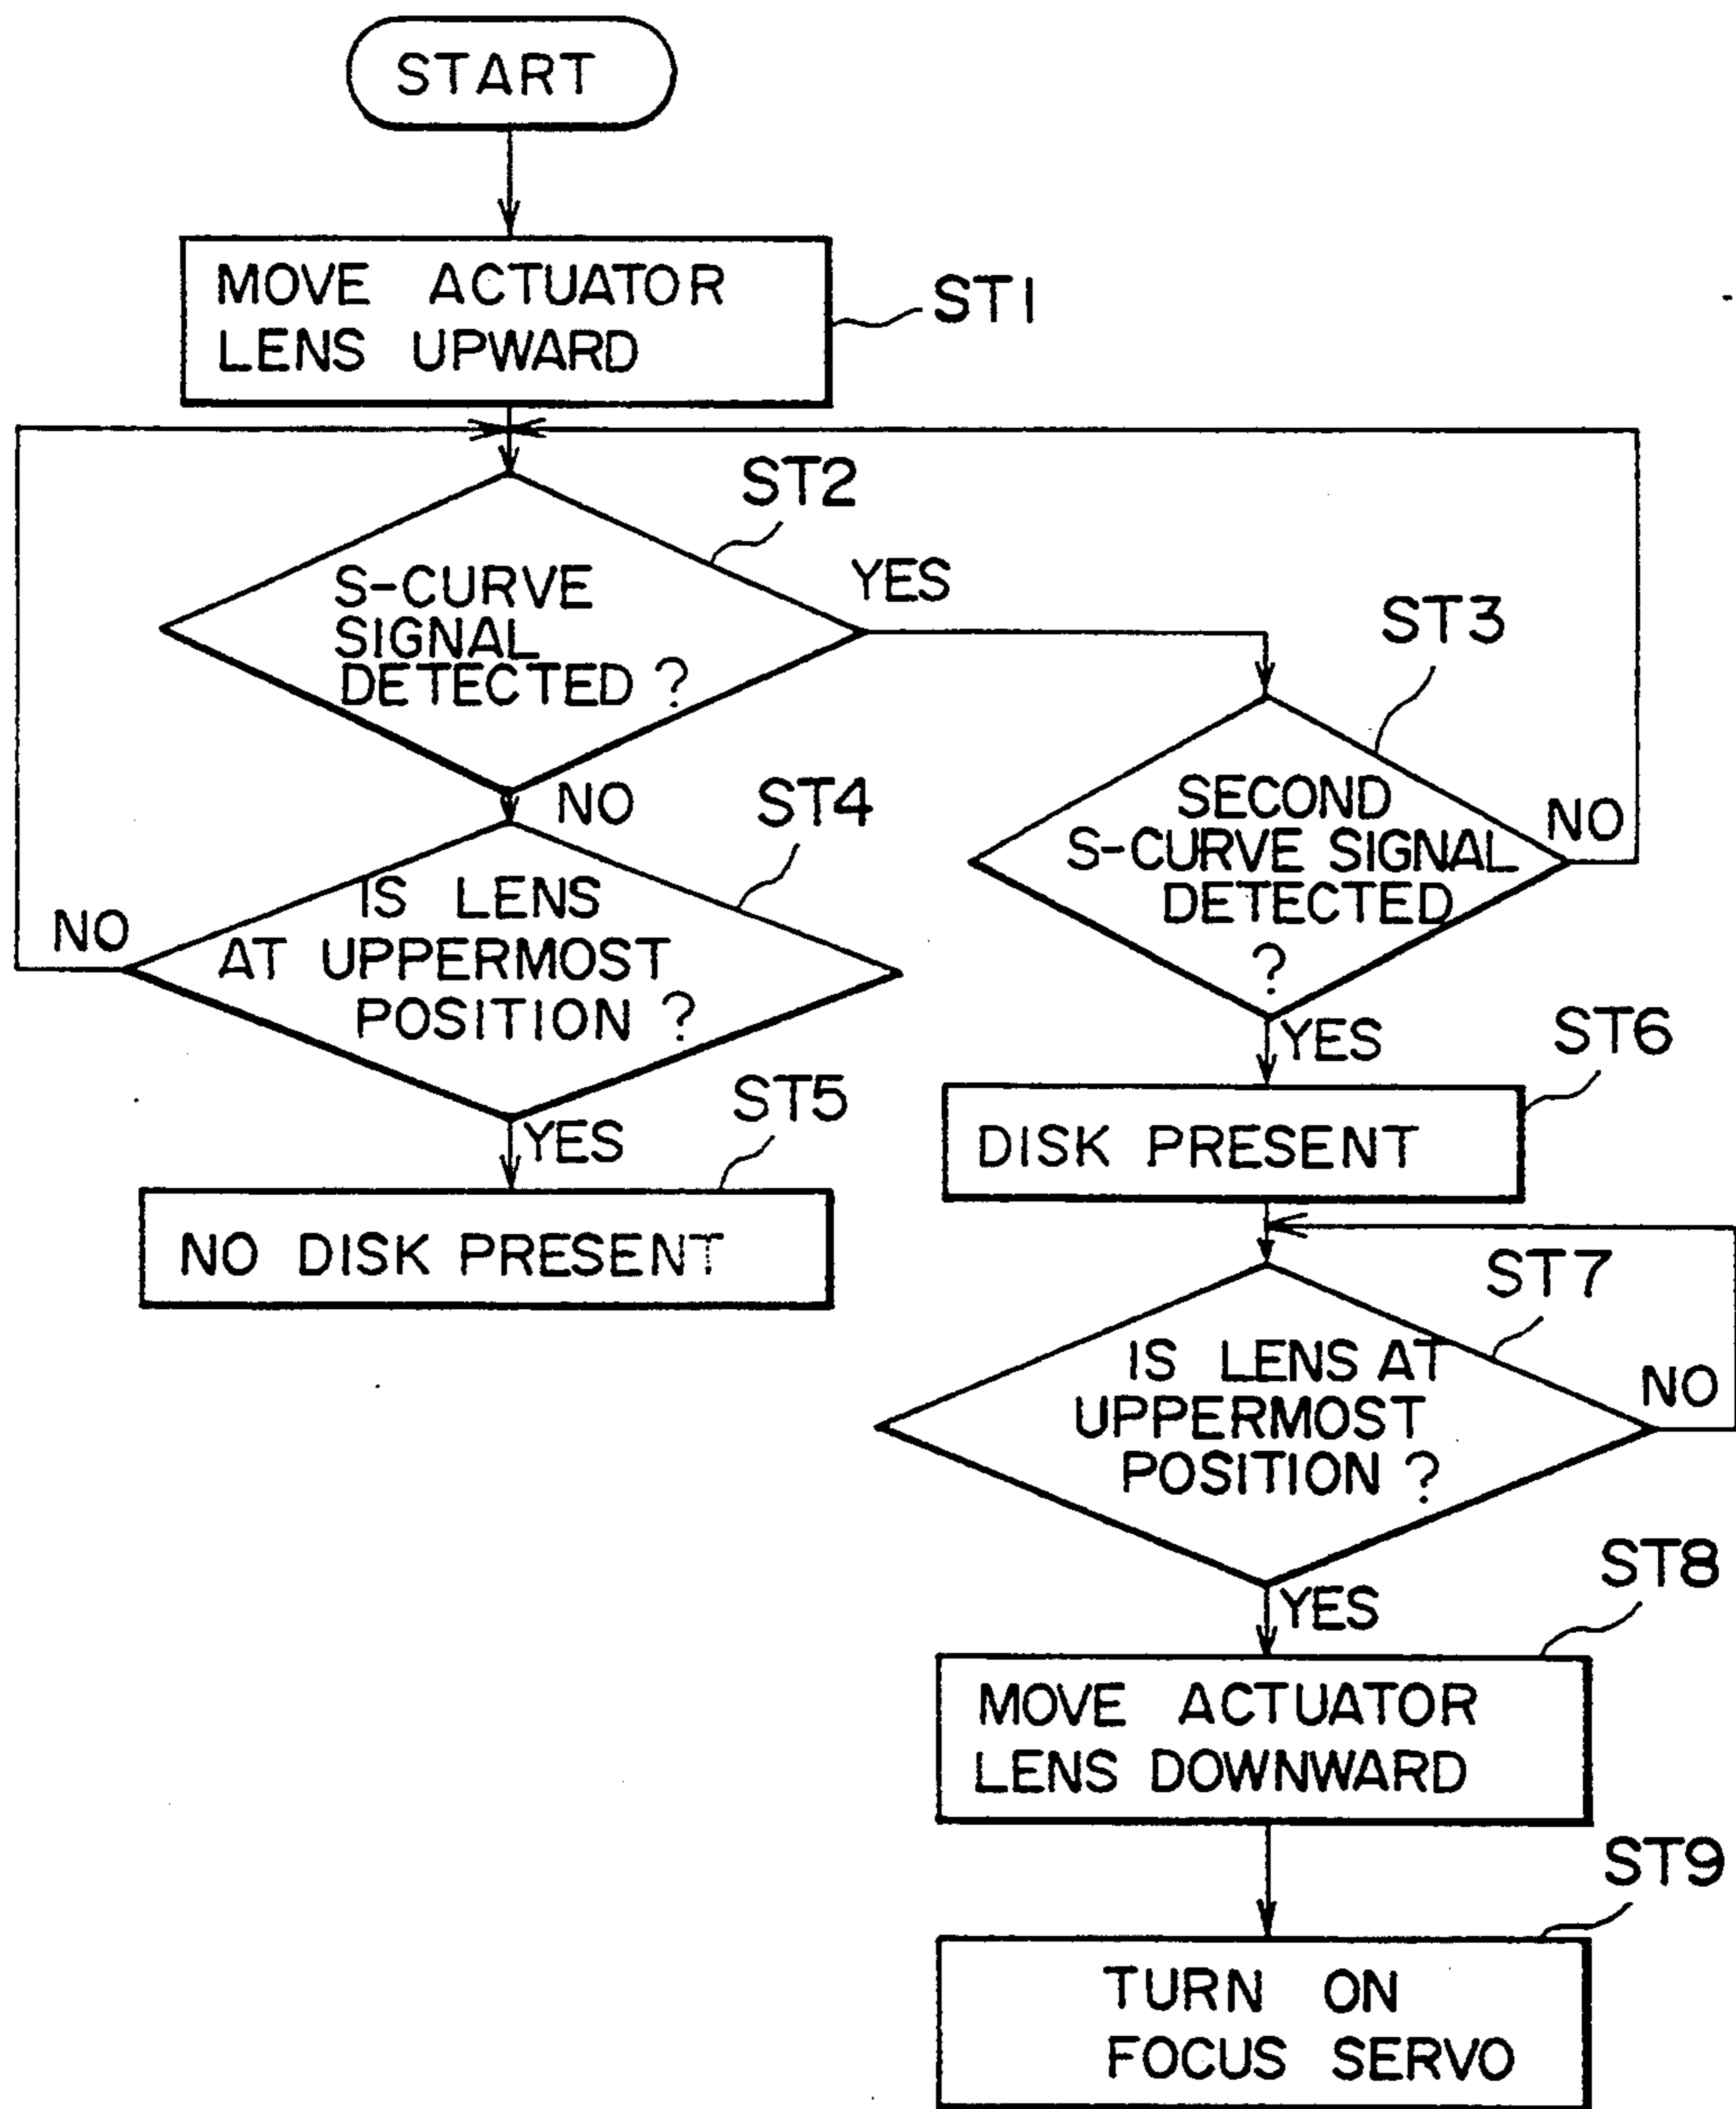 START
MOVE ACTUATOR
LENS UPWARD
ST1
ST2
S-CURVE
SIGNAL
DETECTED ?
YES
NO
ST3
SECOND
S-CURVE SIGNAL
DETECTED
?
NO
YES
ST4
IS LENS
AT UPPERMOST
POSITION ?
NO
YES
ST5
NO DISK PRESENT
ST6
DISK PRESENT
ST7
IS LENS AT
UPPERMOST
POSITION ?
NO
YES
ST8
MOVE ACTUATOR
LENS DOWNWARD
ST9
TURN ON
FOCUS SERVO